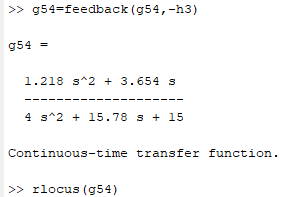 >> g54=feedback(g54,-h3)
g54 =
1.218 s^2 + 3.654 s
---------------------
4 s^2 + 15.78 s + 15
Continuous-time transfer function.
>> rlocus(g54)